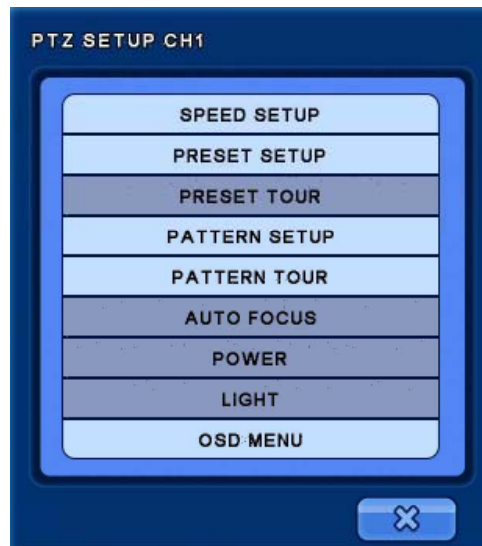 PTZ SETUP CH1
SPEED SETUP
PRESET SETUP
PRESET TOUR
PATTERN SETUP
PATTERN TOUR
AUTO FOCUS
POWER
LIGHT
OSD MENU